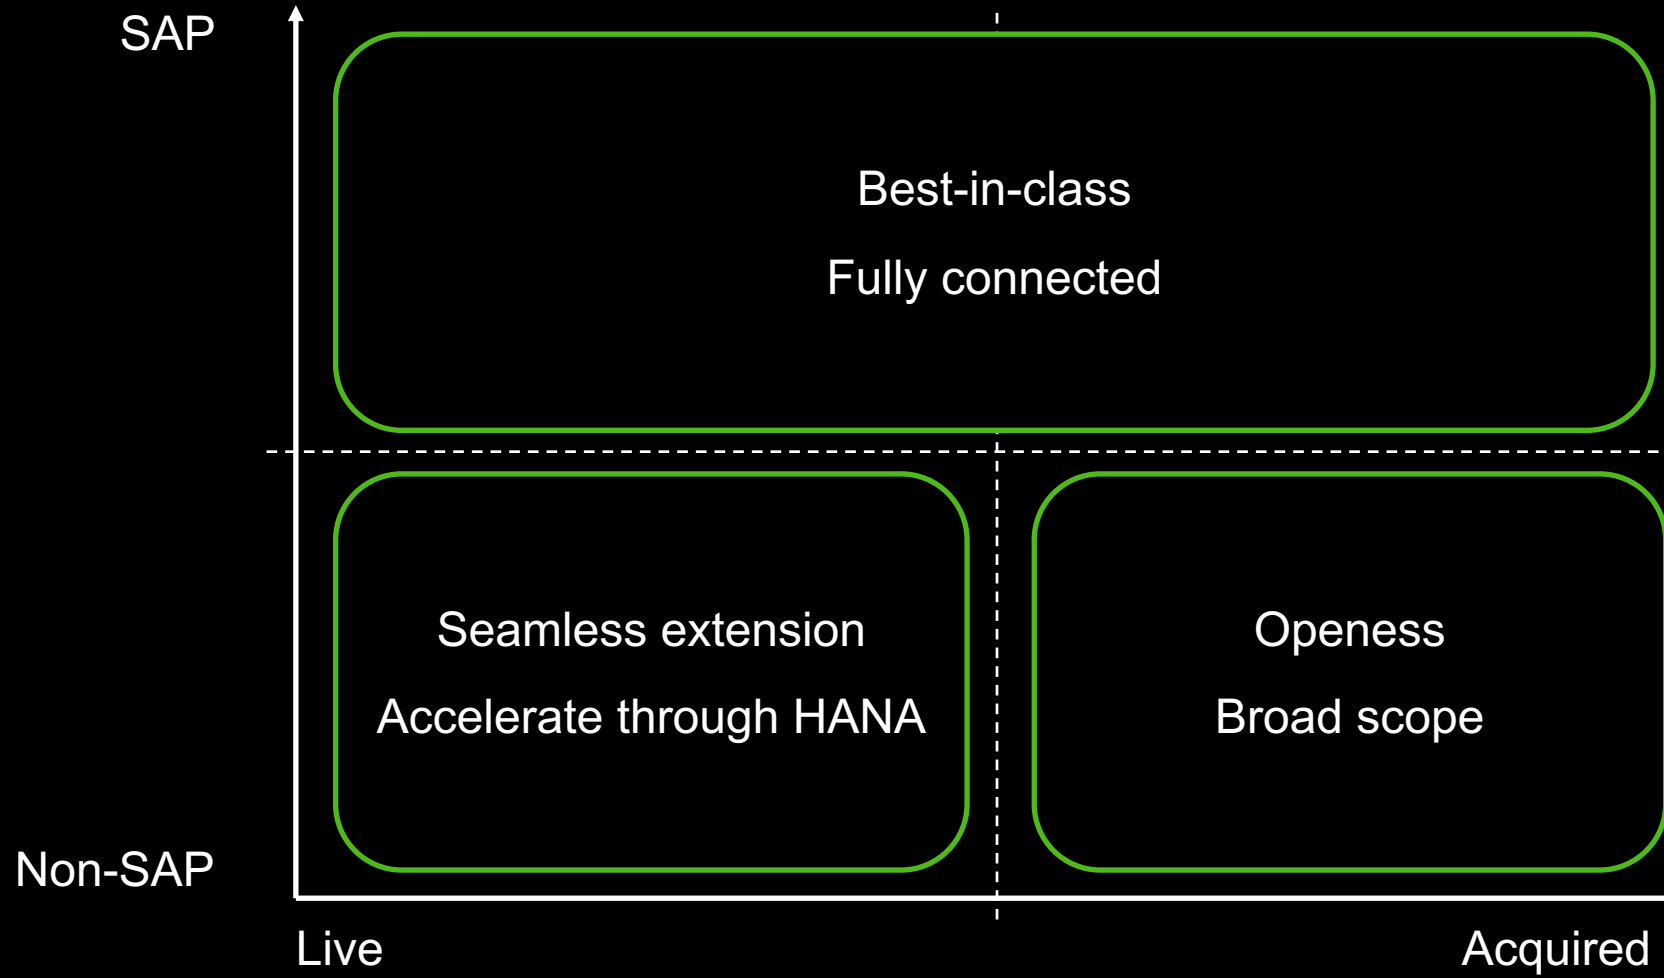 SAP
Best-in-class
Fully connected
Seamless extension
Accelerate through HANA
Openess
Broad scope
Non-SAP
Live
Acquired